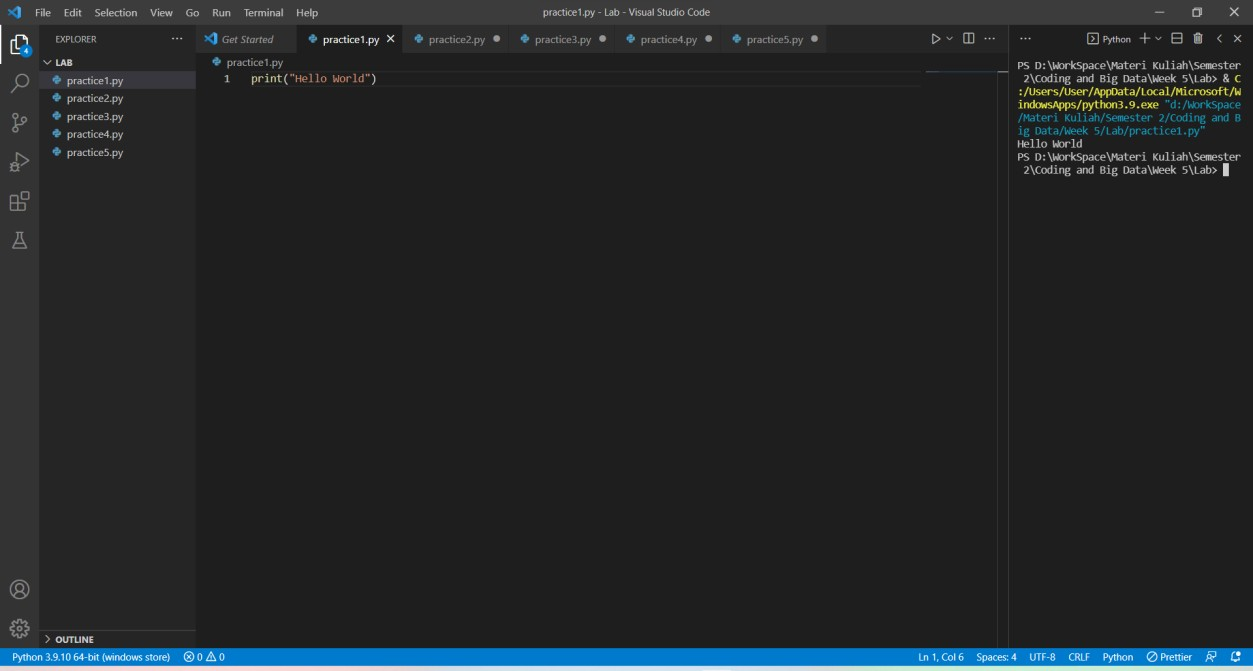 File Edit Selection View Go Run Terminal Help
practice1.py - Lab - Visual Studio Code
EXPLORER
4
LAB
practice1.py
practice2.py
practice3.py
practice4.py
practice5.py
OUTLINE
Get Started practice1.py practice2.py practice3.py practice4.py practice5.py
practice1.py
1 print("Hello World")
Python
PS D:\WorkSpace\Materi Kuliah\Semester
2\Coding and Big Data\Week 5\Lab> & C
:/Users/User/AppData/Local/Microsoft/W
indowsApps/python3.9.exe "d:/WorkSpace
/Materi Kuliah/Semester 2/Coding and B
ig Data/Week 5/Lab/practice1.py"
Hello World
PS D:\WorkSpace\Materi Kuliah\Semester
2\Coding and Big Data\Week 5\Lab>
Python 3.9.10 64-bit (windows store) 0 0 Ln 1, Col 6 Spaces: 4 UTF-8 CRLF Python Prettier